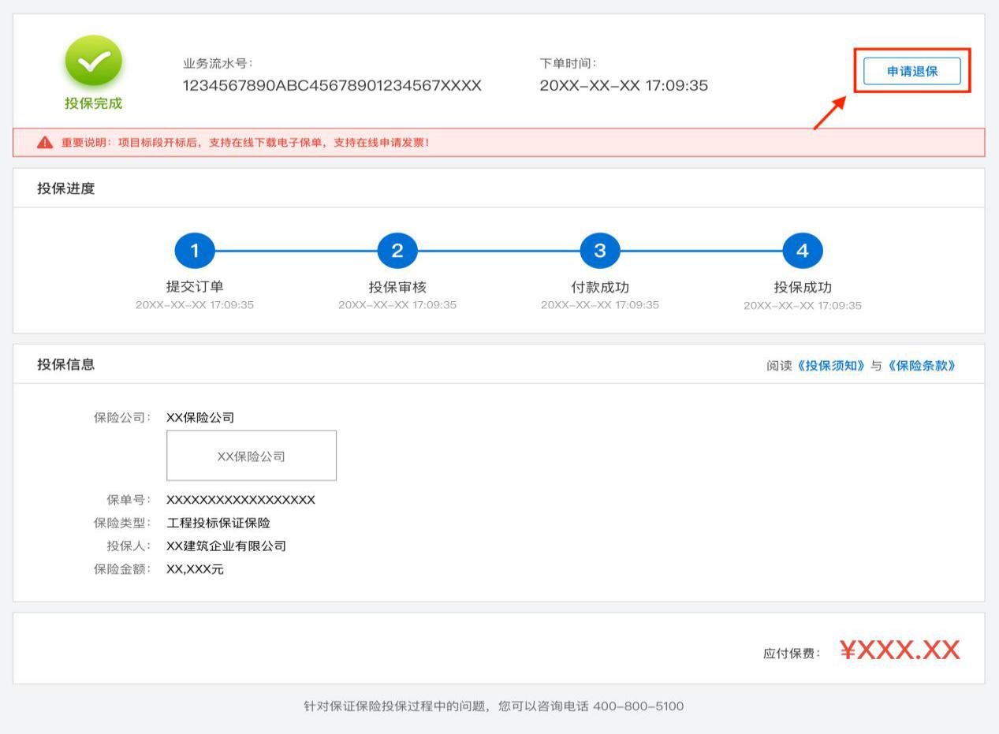 投保完成
业务流水号：
1234567890ABC45678901234567XXXX
下单时间：
20XX-XX-XX 17:09:35
申请退保
重要说明：项目标段开标后，支持在线下载电子保单，支持在线申请发票！
投保进度
1 2 3 4
提交订单 投保审核 付款成功 投保成功
20XX-XX-XX 17:09:35 20XX-XX-XX 17:09:35 20XX-XX-XX 17:09:35 20XX-XX-XX 17:09:35
投保信息 阅读《投保须知》与《保险条款》
保险公司： XX保险公司
XX保险公司
保单号： XXXXXXXXXXXXXXXXXX
保险类型： 工程投标保证保险
投保人： XX建筑企业有限公司
保险金额： XX,XXX元
应付保费： ¥XXX.XX
针对保证保险投保过程中的问题，您可以咨询电话 400-800-5100